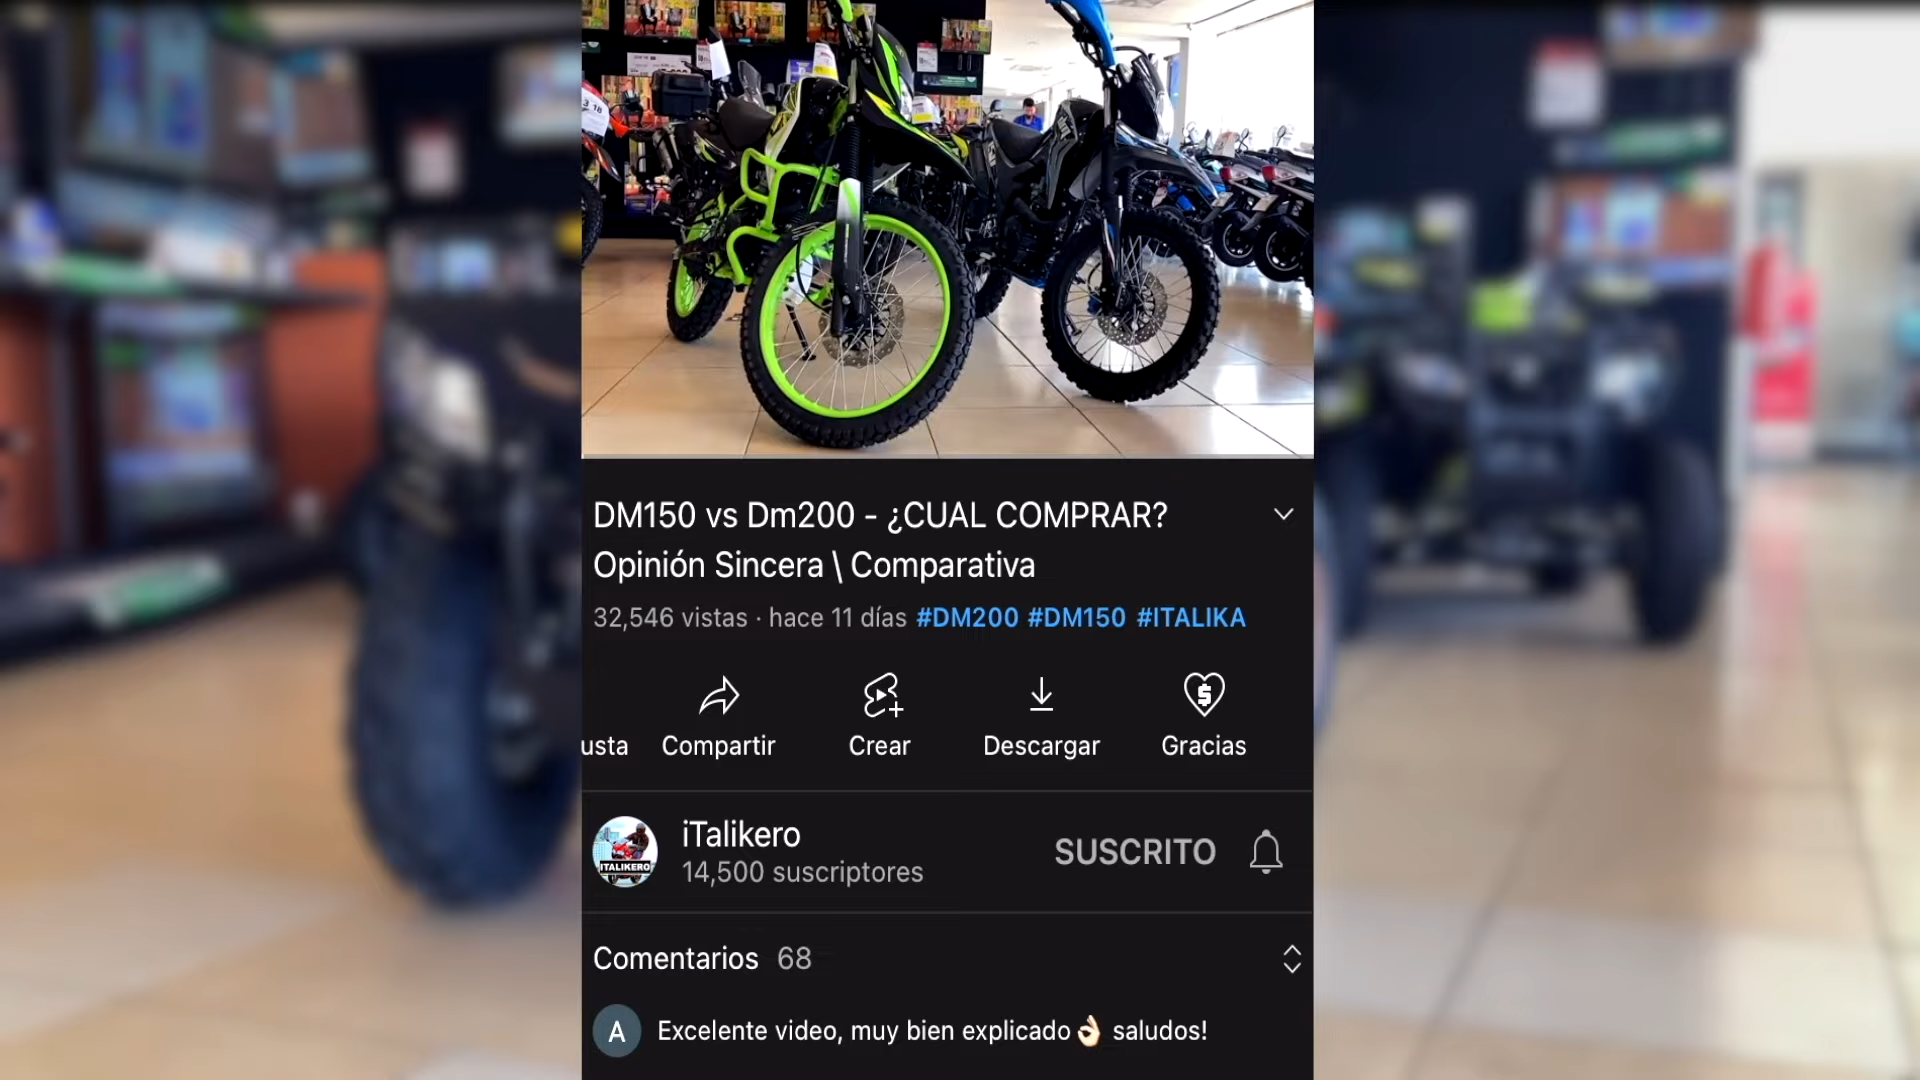 DM150 vs Dm200 - ¿CUAL COMPRAR?
Opinión Sincera \ Comparativa
32,546 vistas · hace 11 días #DM200 #DM150 #ITALIKA
usta Compartir Crear Descargar Gracias
ITALIKERO
iTalikero
14,500 suscriptores
SUSCRITO
Comentarios 68
A Excelente video, muy bien explicado👌🏻 saludos!